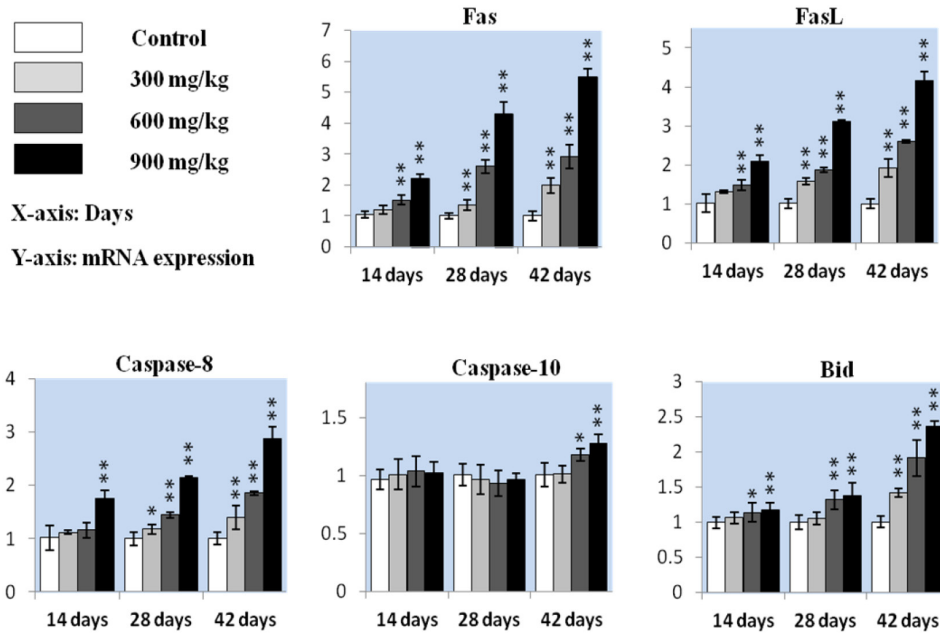 Control
300 mg/kg
600 mg/kg
900 mg/kg
X-axis: Days
Y-axis: mRNA expression
Fas
7
6
5
4
3
2
1
0
** ** ** ** ** ** ** **
14 days 28 days 42 days
FasL
5
4
3
2
1
0
** ** ** ** ** ** ** **
14 days 28 days 42 days
Caspase-8
4
3
2
1
0
** * ** ** ** ** **
14 days 28 days 42 days
Caspase-10
1.5
1
0.5
0
* **
14 days 28 days 42 days
Bid
3
2.5
2
1.5
1
0.5
0
* ** ** ** ** ** **
14 days 28 days 42 days